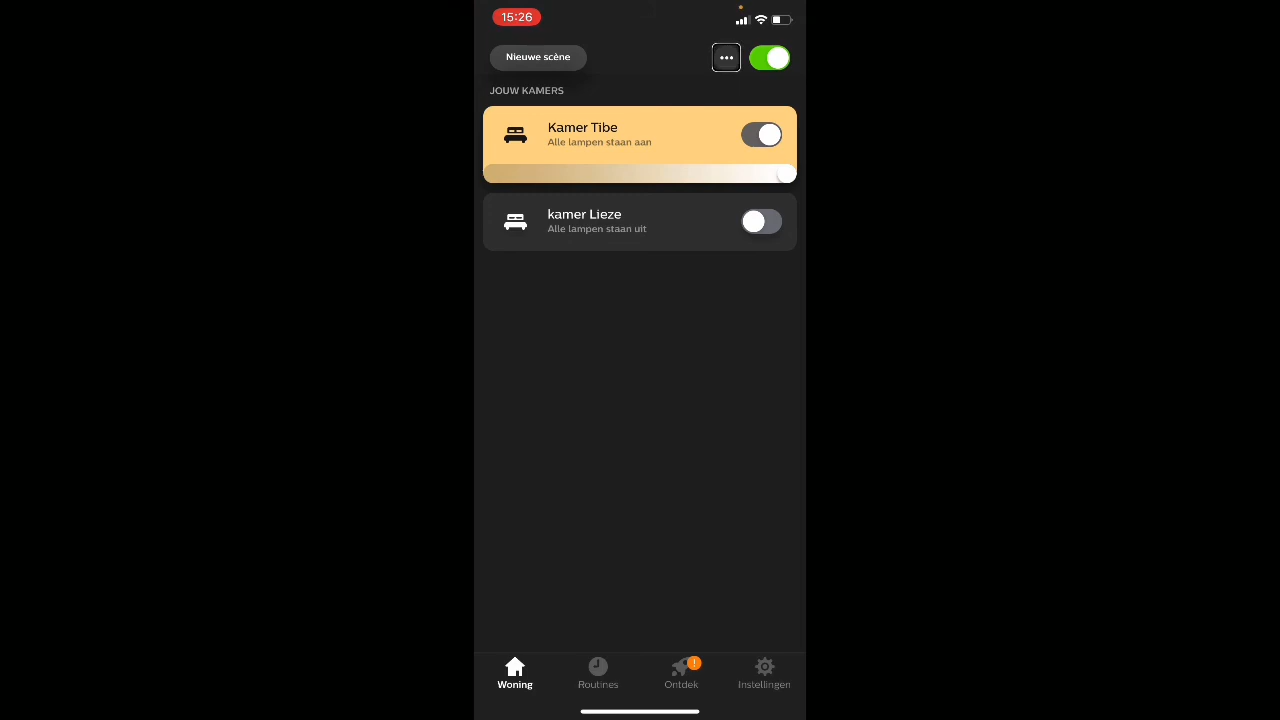 15:26
Nieuwe scène
JOUW KAMERS
Kamer Tibe
Alle lampen staan aan
kamer Lieze
Alle lampen staan uit
!
Woning
Routines
Ontdek
Instellingen